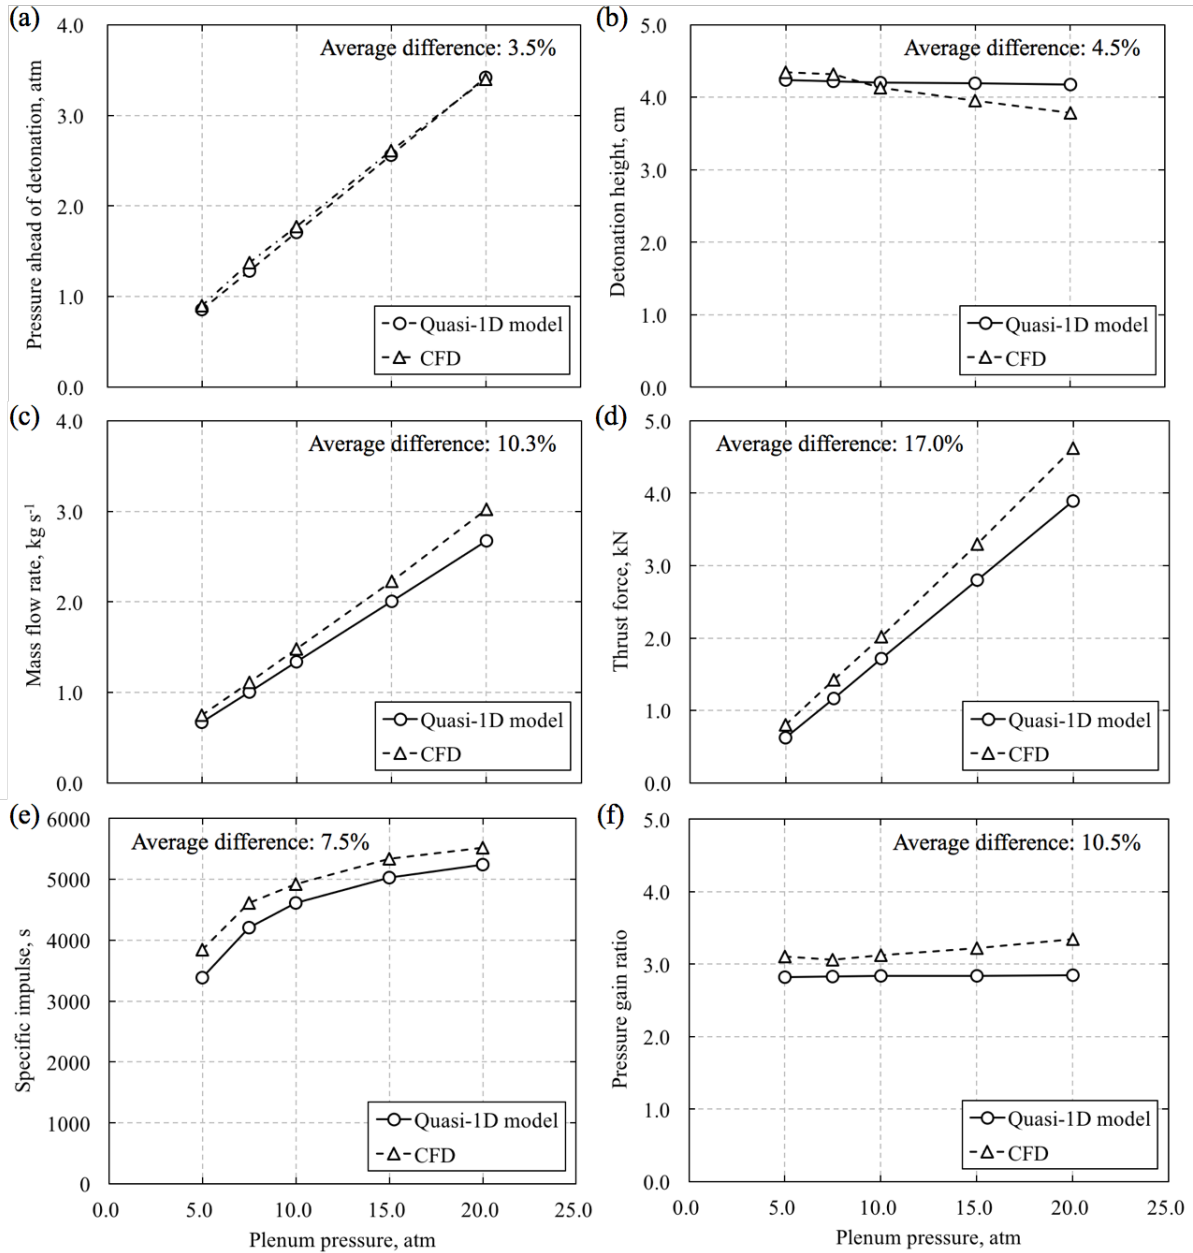 (a)
Average difference: 3.5%
Pressure ahead of detonation, atm
4.0
3.0
2.0
1.0
0.0
Quasi-1D model
CFD
(b)
Average difference: 4.5%
Detonation height, cm
5.0
4.0
3.0
2.0
1.0
0.0
Quasi-1D model
CFD
(c)
Average difference: 10.3%
Mass flow rate, kg s⁻¹
4.0
3.0
2.0
1.0
0.0
Quasi-1D model
CFD
(d)
Average difference: 17.0%
Thrust force, kN
5.0
4.0
3.0
2.0
1.0
0.0
Quasi-1D model
CFD
(e)
Average difference: 7.5%
Specific impulse, s
6000
5000
4000
3000
2000
1000
0
Quasi-1D model
CFD
0.0 5.0 10.0 15.0 20.0 25.0
Plenum pressure, atm
(f)
Average difference: 10.5%
Pressure gain ratio
5.0
4.0
3.0
2.0
1.0
0.0
Quasi-1D model
CFD
0.0 5.0 10.0 15.0 20.0 25.0
Plenum pressure, atm